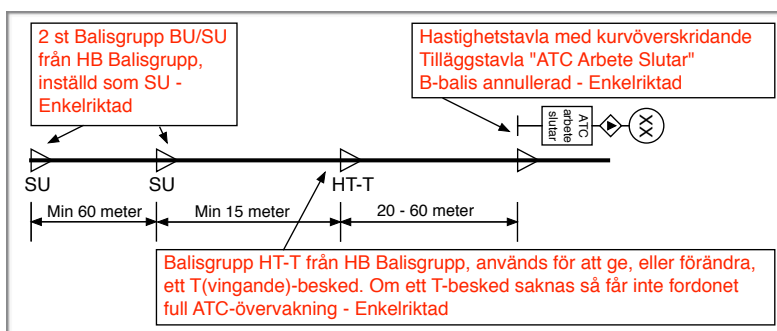 2 st Balisgrupp BU/SU
från HB Balisgrupp,
inställd som SU -
Enkelriktad
Hastighetstavla med kurvöverskridande
Tilläggstavla "ATC Arbete Slutar"
B-balis annullerad - Enkelriktad
ATC
arbete
slutar
XX
SU
SU
HT-T
Min 60 meter
Min 15 meter
20 - 60 meter
Balisgrupp HT-T från HB Balisgrupp, används för att ge, eller förändra,
ett T(vingande)-besked. Om ett T-besked saknas så får inte fordonet
full ATC-övervakning - Enkelriktad